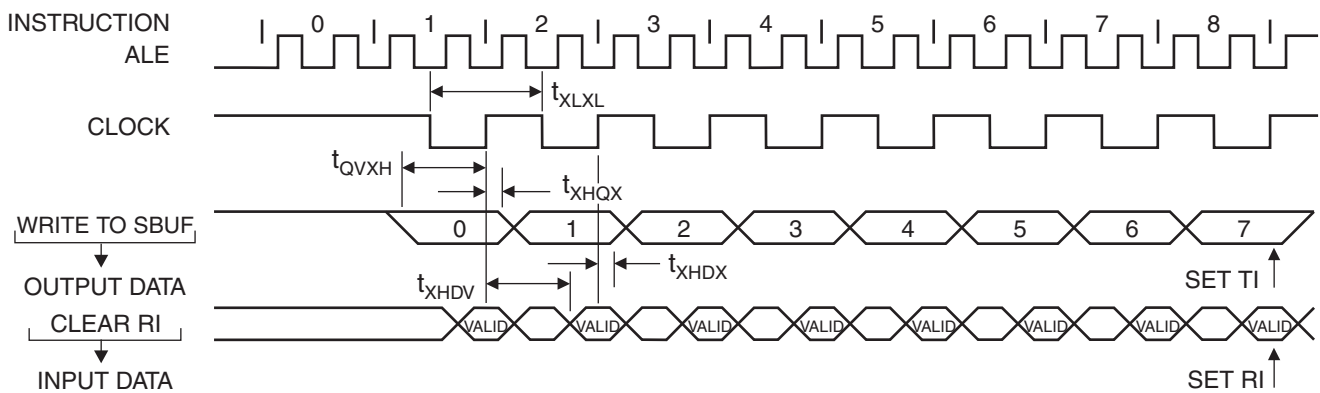 INSTRUCTION
0 1 2 3 4 5 6 7 8
ALE
tXLXL
CLOCK
tQVXH
tXHQX
WRITE TO SBUF
0 1 2 3 4 5 6 7
tXHDX
OUTPUT DATA
SET TI
tXHDV
CLEAR RI
VALID VALID VALID VALID VALID VALID VALID VALID
INPUT DATA
SET RI